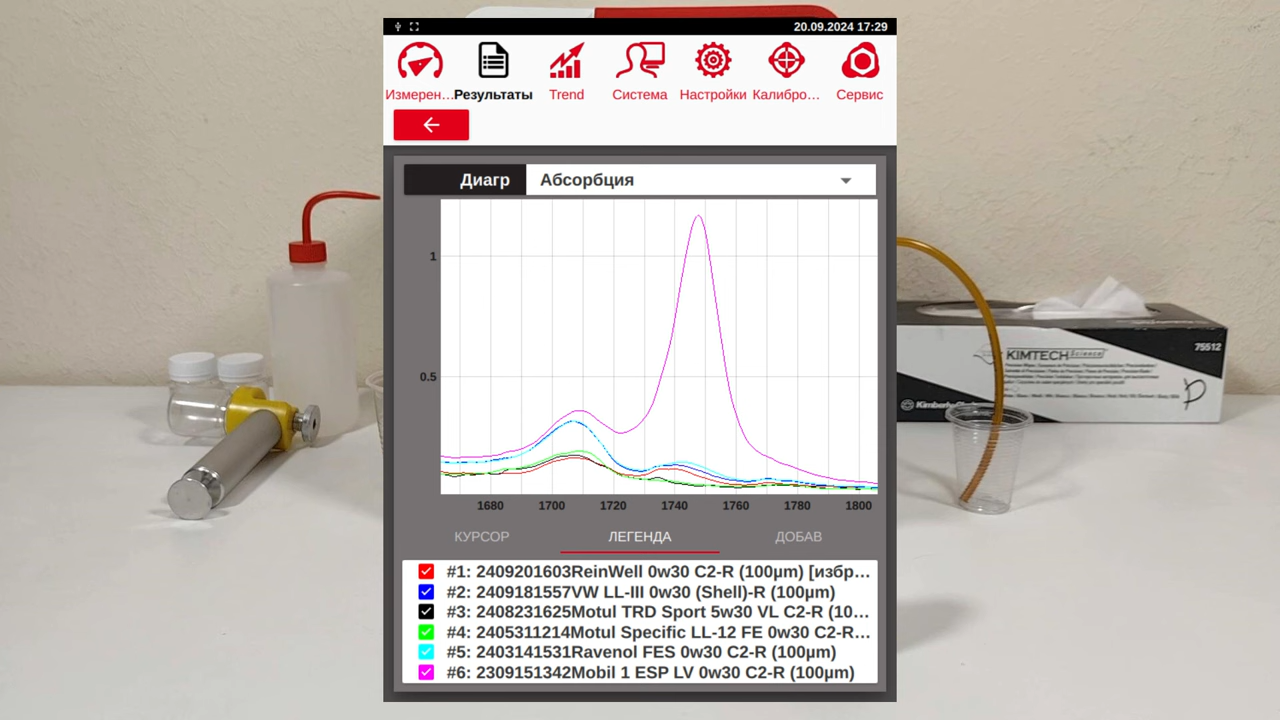 20.09.2024 17:29
Измерен... Результаты Trend Система Настройки Калибро... Сервис
Диагр Абсорбция
1
0.5
1680 1700 1720 1740 1760 1780 1800
КУРСОР ЛЕГЕНДА ДОБАВ
#1: 2409201603ReinWell 0w30 C2-R (100µm) [избр...
#2: 2409181557VW LL-III 0w30 (Shell)-R (100µm)
#3: 2408231625Motul TRD Sport 5w30 VL C2-R (10...
#4: 2405311214Motul Specific LL-12 FE 0w30 C2-R...
#5: 2403141531Ravenol FES 0w30 C2-R (100µm)
#6: 2309151342Mobil 1 ESP LV 0w30 C2-R (100µm)
75512
KIMTECH Science
Kimberly-Clark